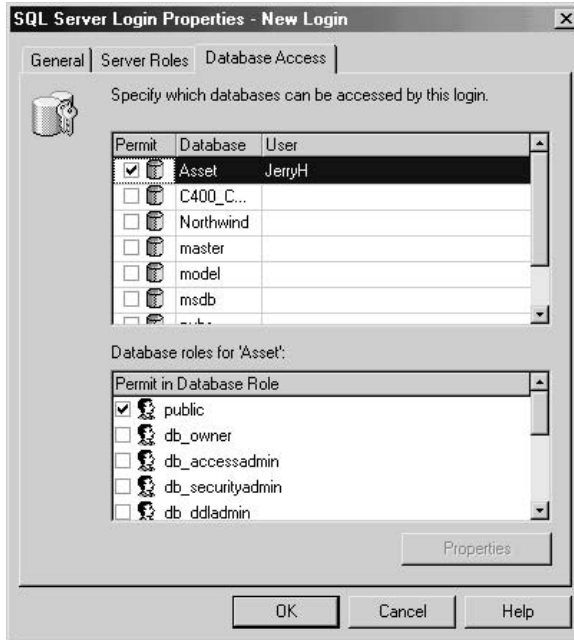 SQL Server Login Properties - New Login
General Server Roles Database Access
Specify which databases can be accessed by this login.
Permit Database User
Asset JerryH
C400_C...
Northwind
master
model
msdb
Database roles for 'Asset':
Permit in Database Role
public
db_owner
db_accessadmin
db_securityadmin
db_ddladmin
Properties
OK Cancel Help